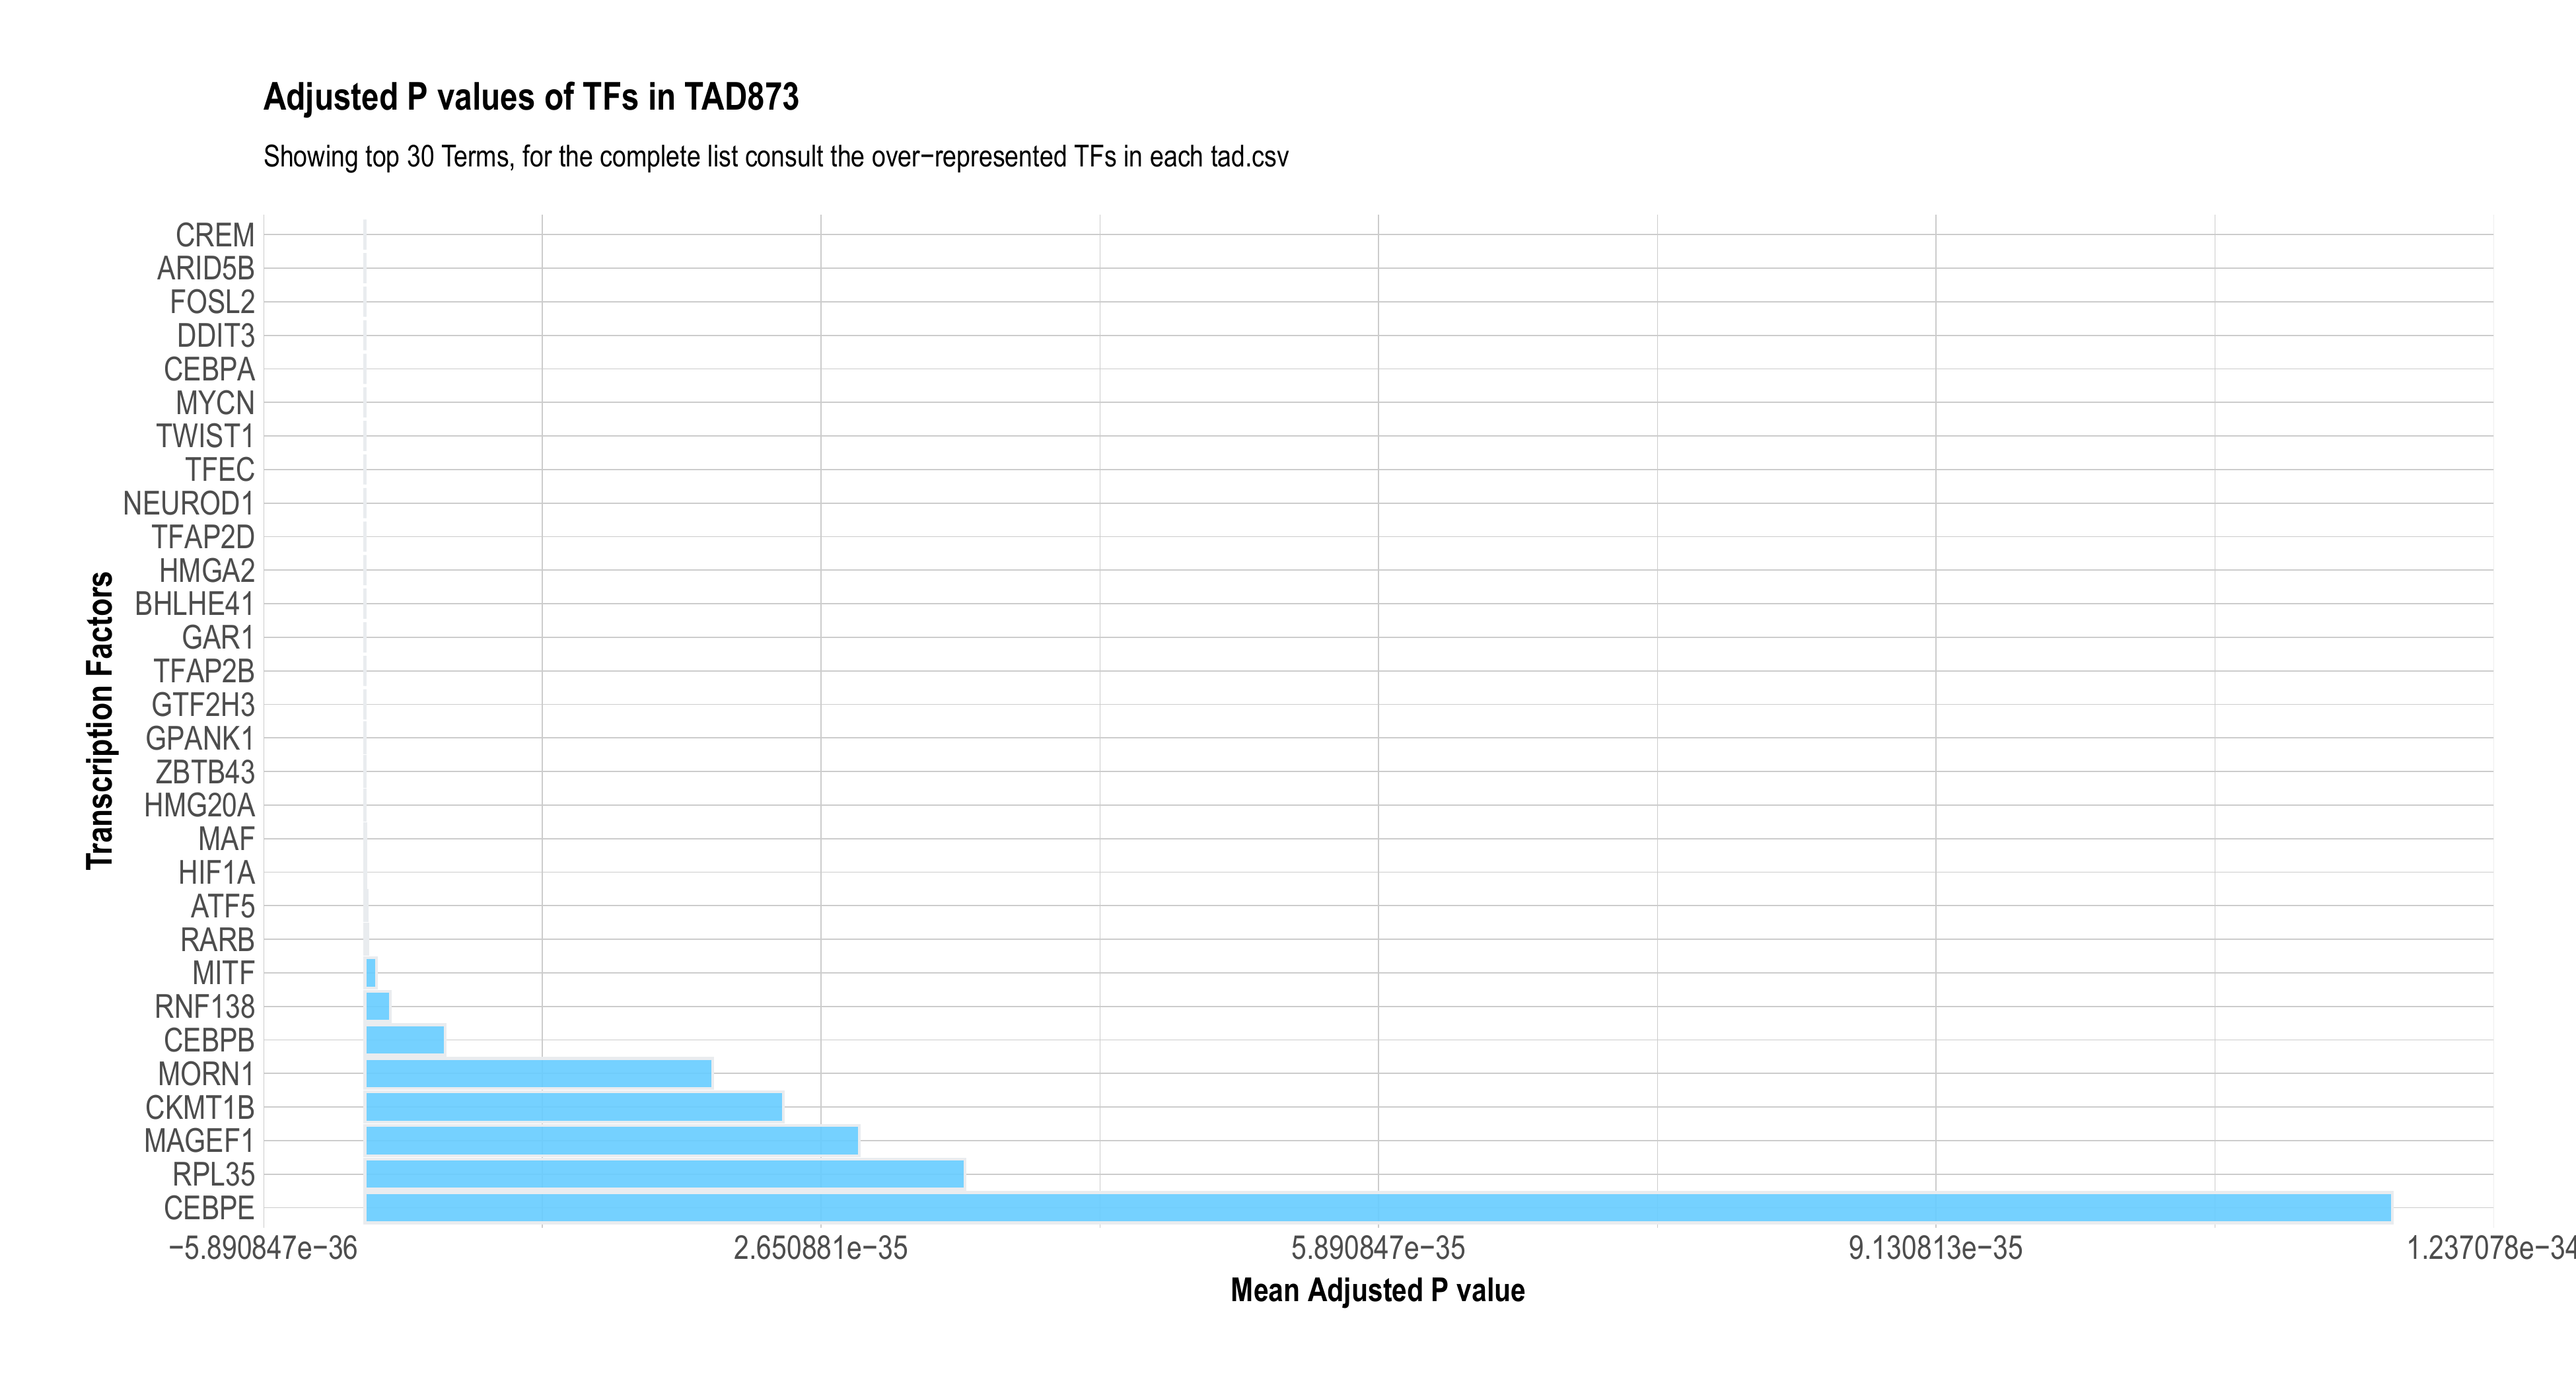 Adjusted P values of TFs in TAD873
Showing top 30 Terms, for the complete list consult the over−represented TFs in each tad.csv
Transcription Factors
CREM
ARID5B
FOSL2
DDIT3
CEBPA
MYCN
TWIST1
TFEC
NEUROD1
TFAP2D
HMGA2
BHLHE41
GAR1
TFAP2B
GTF2H3
GPANK1
ZBTB43
HMG20A
MAF
HIF1A
ATF5
RARB
MITF
RNF138
CEBPB
MORN1
CKMT1B
MAGEF1
RPL35
CEBPE
−5.890847e−36 2.650881e−35 5.890847e−35 9.130813e−35 1.237078e−34
Mean Adjusted P value